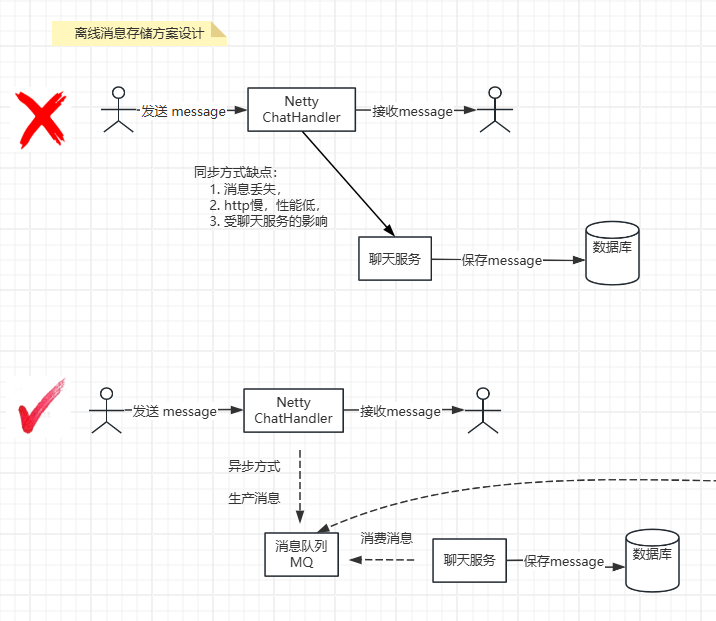 离线消息存储方案设计
发送 message
Netty
ChatHandler
接收message
同步方式缺点：
1. 消息丢失，
2. http慢，性能低，
3. 受聊天服务的影响
聊天服务
保存message
数据库
发送 message
Netty
ChatHandler
接收message
异步方式
生产消息
消息队列
MQ
消费消息
聊天服务
保存message
数据库